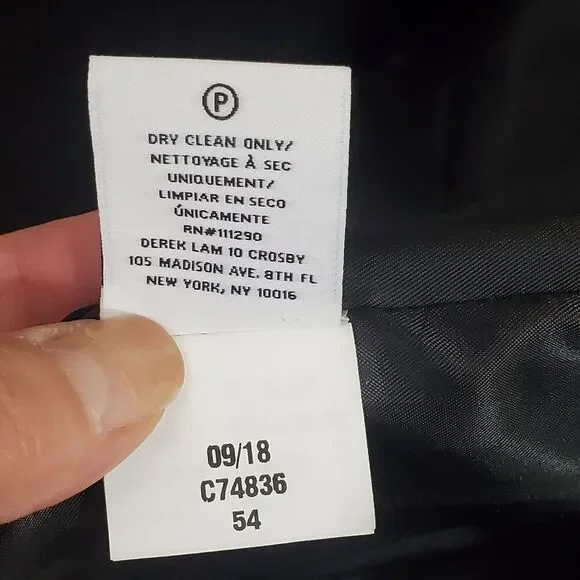 P
DRY CLEAN ONLY/
NETTOYAGE À SEC
UNIQUEMENT/
LIMPIAR EN SECO
ÚNICAMENTE
RN#111290
DEREK LAM 10 CROSBY
105 MADISON AVE. 8TH FL
NEW YORK, NY 10016
09/18
C74836
54